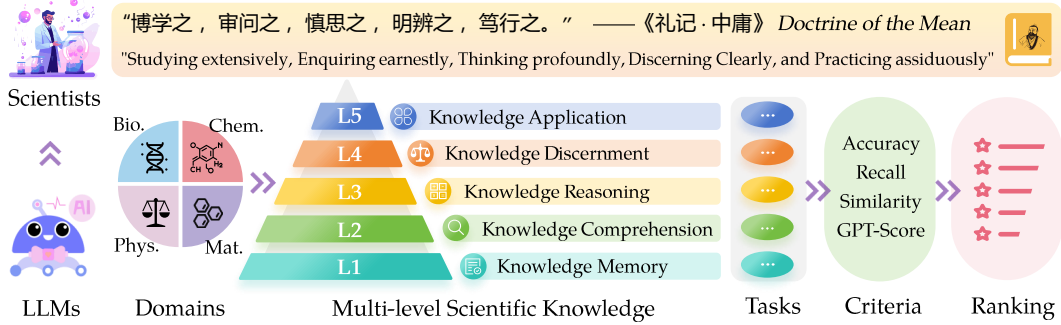 “博学之，审问之，慎思之，明辨之，笃行之。” ——《礼记·中庸》 Doctrine of the Mean
"Studying extensively, Enquiring earnestly, Thinking profoundly, Discerning Clearly, and Practicing assiduously"
Scientists
AI
LLMs
Bio.
Chem.
Phys.
Mat.
Domains
L5 Knowledge Application
L4 Knowledge Discernment
L3 Knowledge Reasoning
L2 Knowledge Comprehension
L1 Knowledge Memory
Multi-level Scientific Knowledge
...
...
...
...
...
Tasks
Accuracy
Recall
Similarity
GPT-Score
Criteria
Ranking